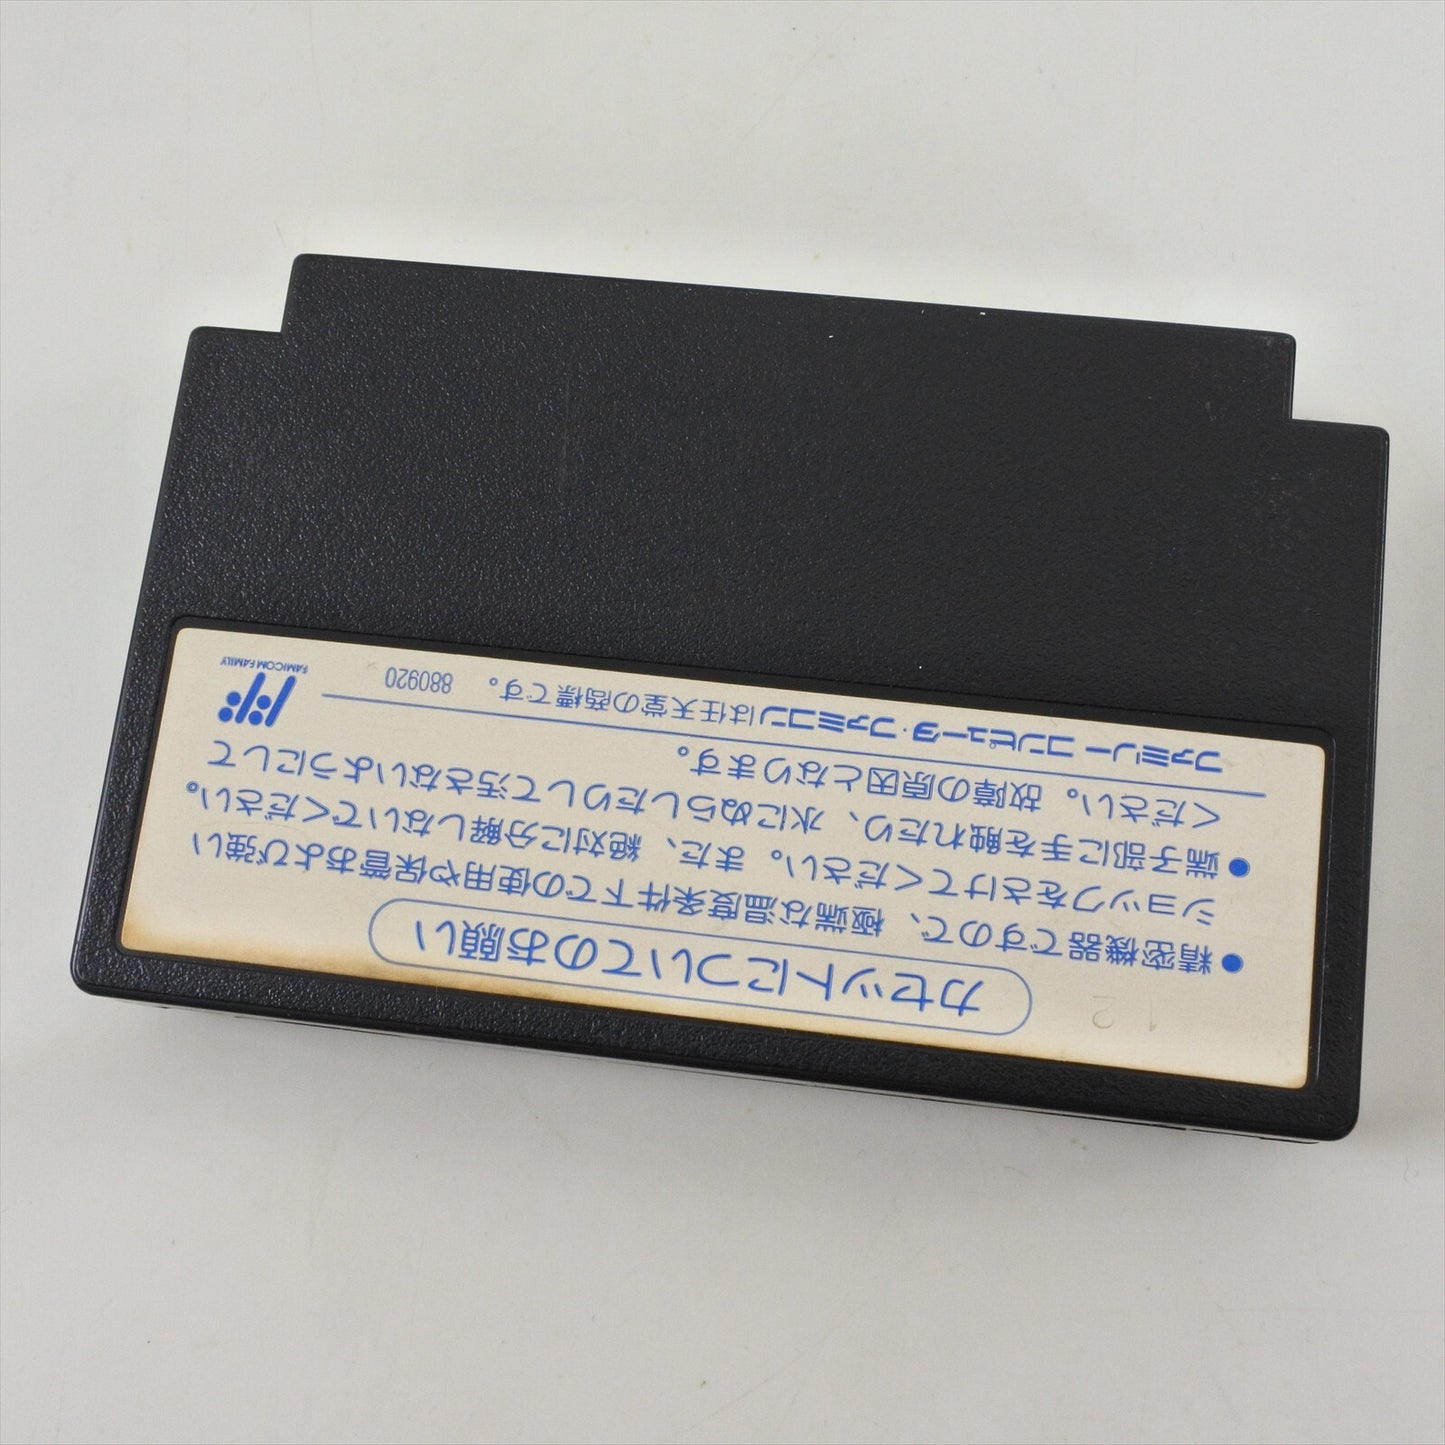 12
カセットについてのお願い
●精密機器ですので、極端な温度条件下での使用や保管および強い
ショックをさけてください。また、絶対に分解しないでください。
●端子部に手を触れたり、水にぬらしたりして汚さないようにして
ください。故障の原因となります。
ファミリーコンピュータ・ファミコンは任天堂の商標です。 880920
FAMICOM FAMILY